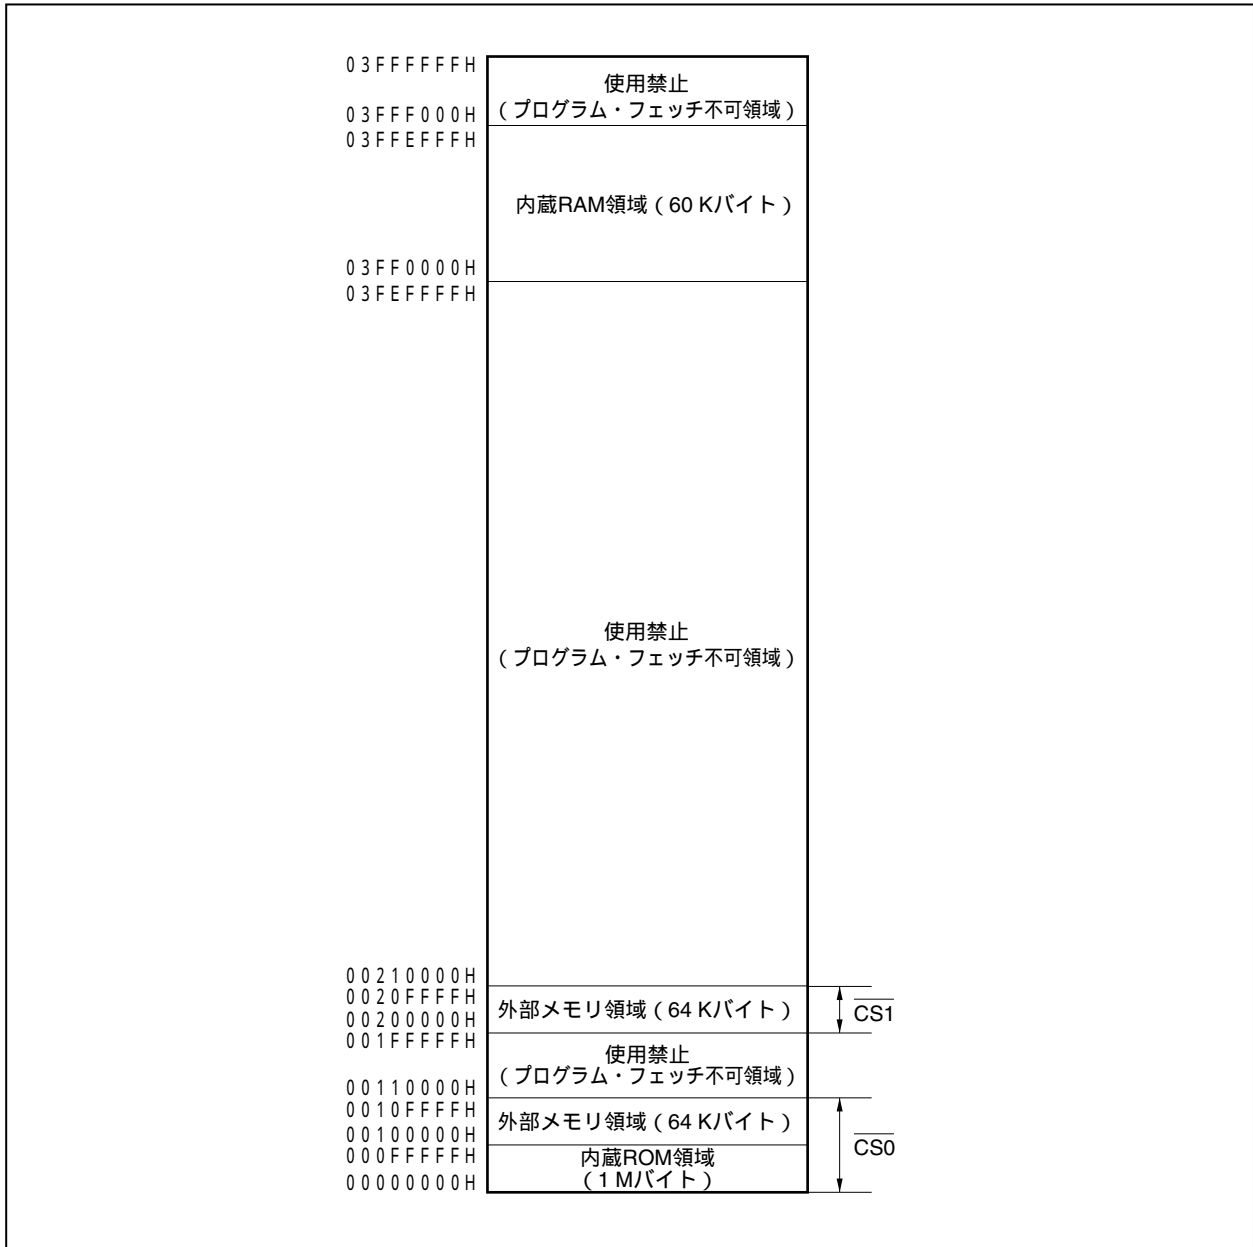 03FFFFFFH
使用禁止
（プログラム・フェッチ不可領域）
03FFF000H
03FFEFFFH
内蔵RAM領域（60 Kバイト）
03FF0000H
03FEFFFFH
使用禁止
（プログラム・フェッチ不可領域）
00210000H
0020FFFFH
外部メモリ領域（64 Kバイト）
CS1
00200000H
001FFFFFH
使用禁止
（プログラム・フェッチ不可領域）
00110000H
0010FFFFH
外部メモリ領域（64 Kバイト）
00100000H
CS0
000FFFFFH
内蔵ROM領域
（1 Mバイト）
00000000H